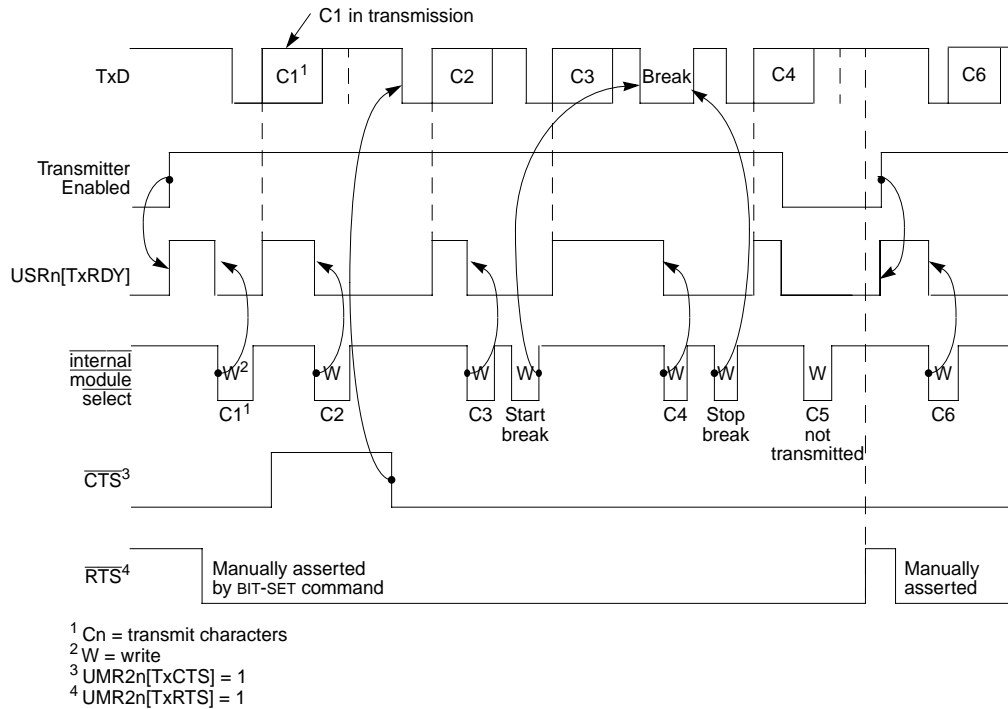 C1 in transmission
TxD
C1¹
C2
C3
Break
C4
C6
Transmitter
Enabled
USRn[TxRDY]
internal
module
select
W²
W
W
W
W
W
W
W
C1¹
C2
C3
Start
break
C4
Stop
break
C5
not
transmitted
C6
CTS³
RTS⁴
Manually asserted
by BIT-SET command
Manually
asserted
¹ Cn = transmit characters
² W = write
³ UMR2n[TxCTS] = 1
⁴ UMR2n[TxRTS] = 1